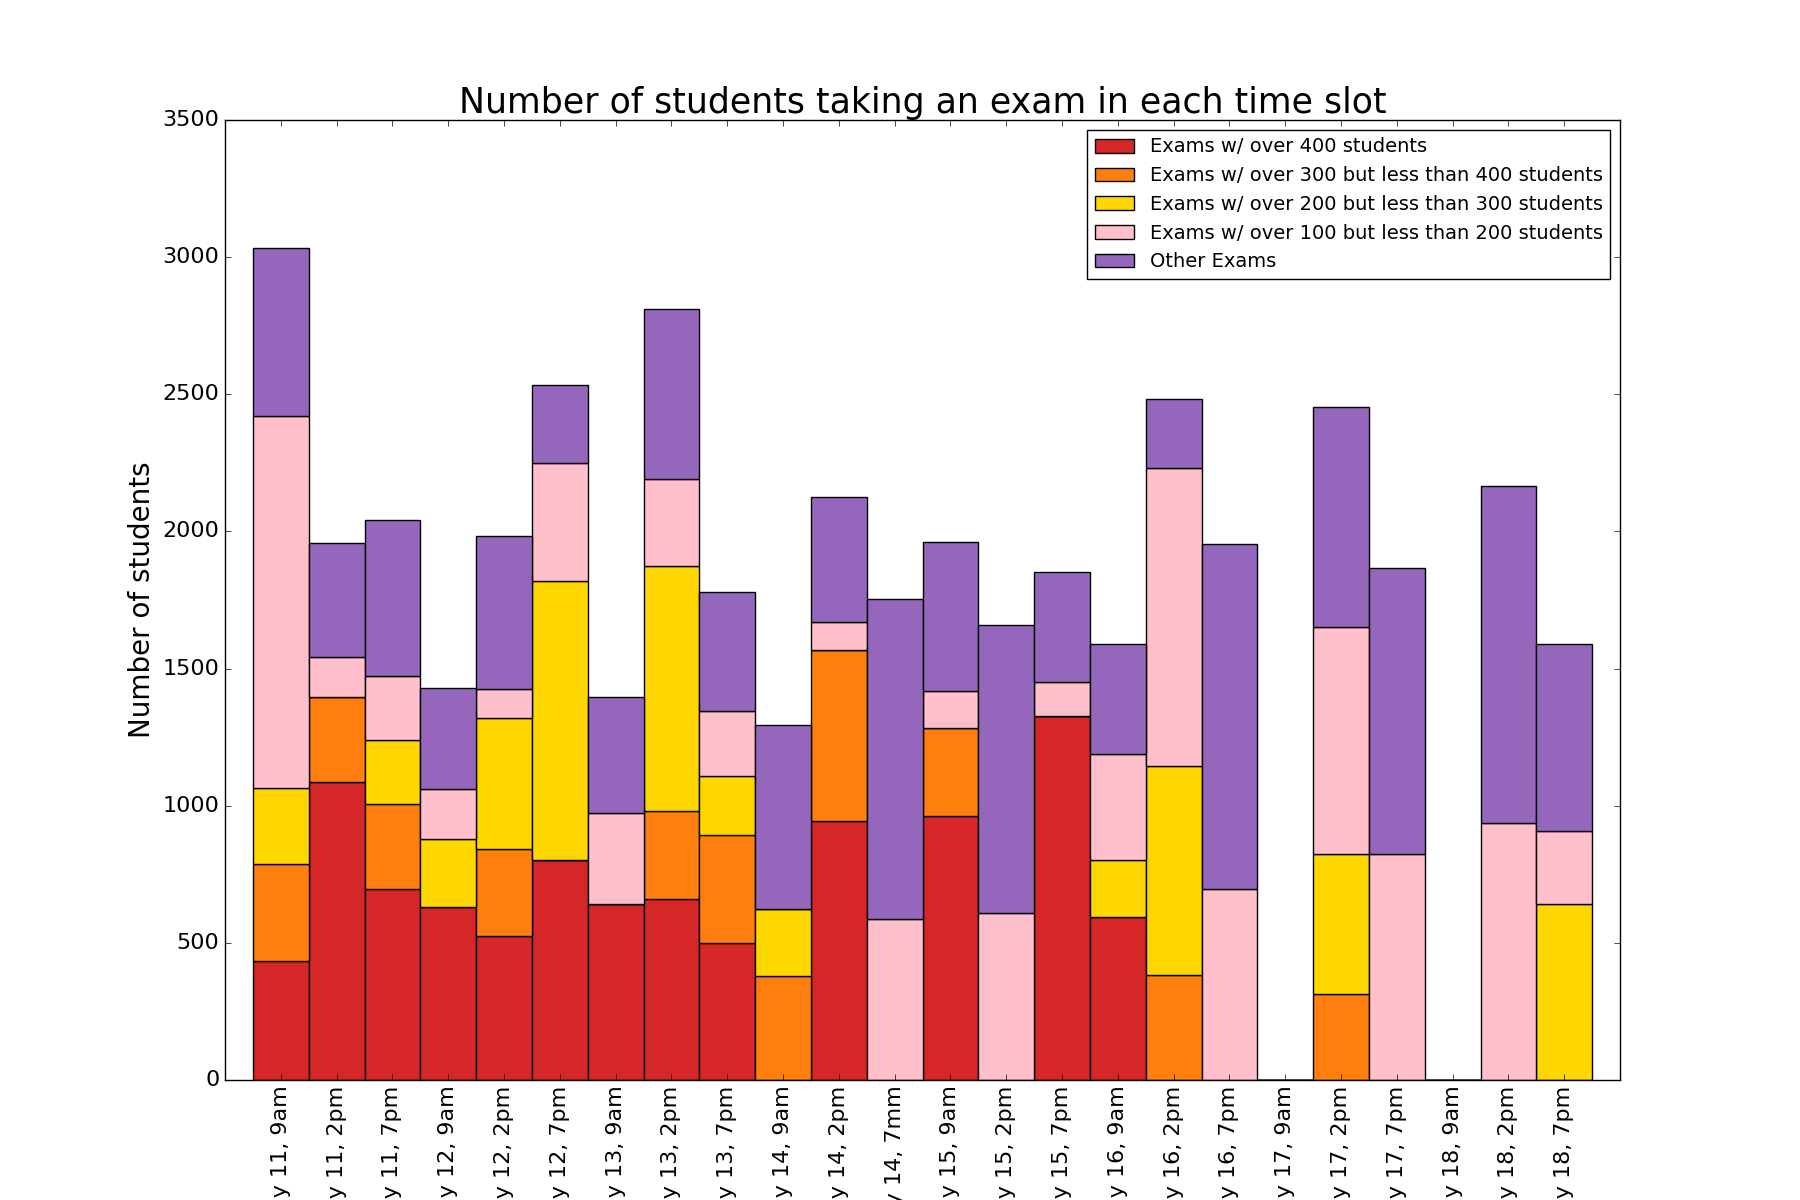 Number of students taking an exam in each time slot
Exams w/ over 400 students
Exams w/ over 300 but less than 400 students
Exams w/ over 200 but less than 300 students
Exams w/ over 100 but less than 200 students
Other Exams
Number of students
3500
3000
2500
2000
1500
1000
500
0
y 11, 9am
y 11, 2pm
y 11, 7pm
y 12, 9am
y 12, 2pm
y 12, 7pm
y 13, 9am
y 13, 2pm
y 13, 7pm
y 14, 9am
y 14, 2pm
y 14, 7mm
y 15, 9am
y 15, 2pm
y 15, 7pm
y 16, 9am
y 16, 2pm
y 16, 7pm
y 17, 9am
y 17, 2pm
y 17, 7pm
y 18, 9am
y 18, 2pm
y 18, 7pm